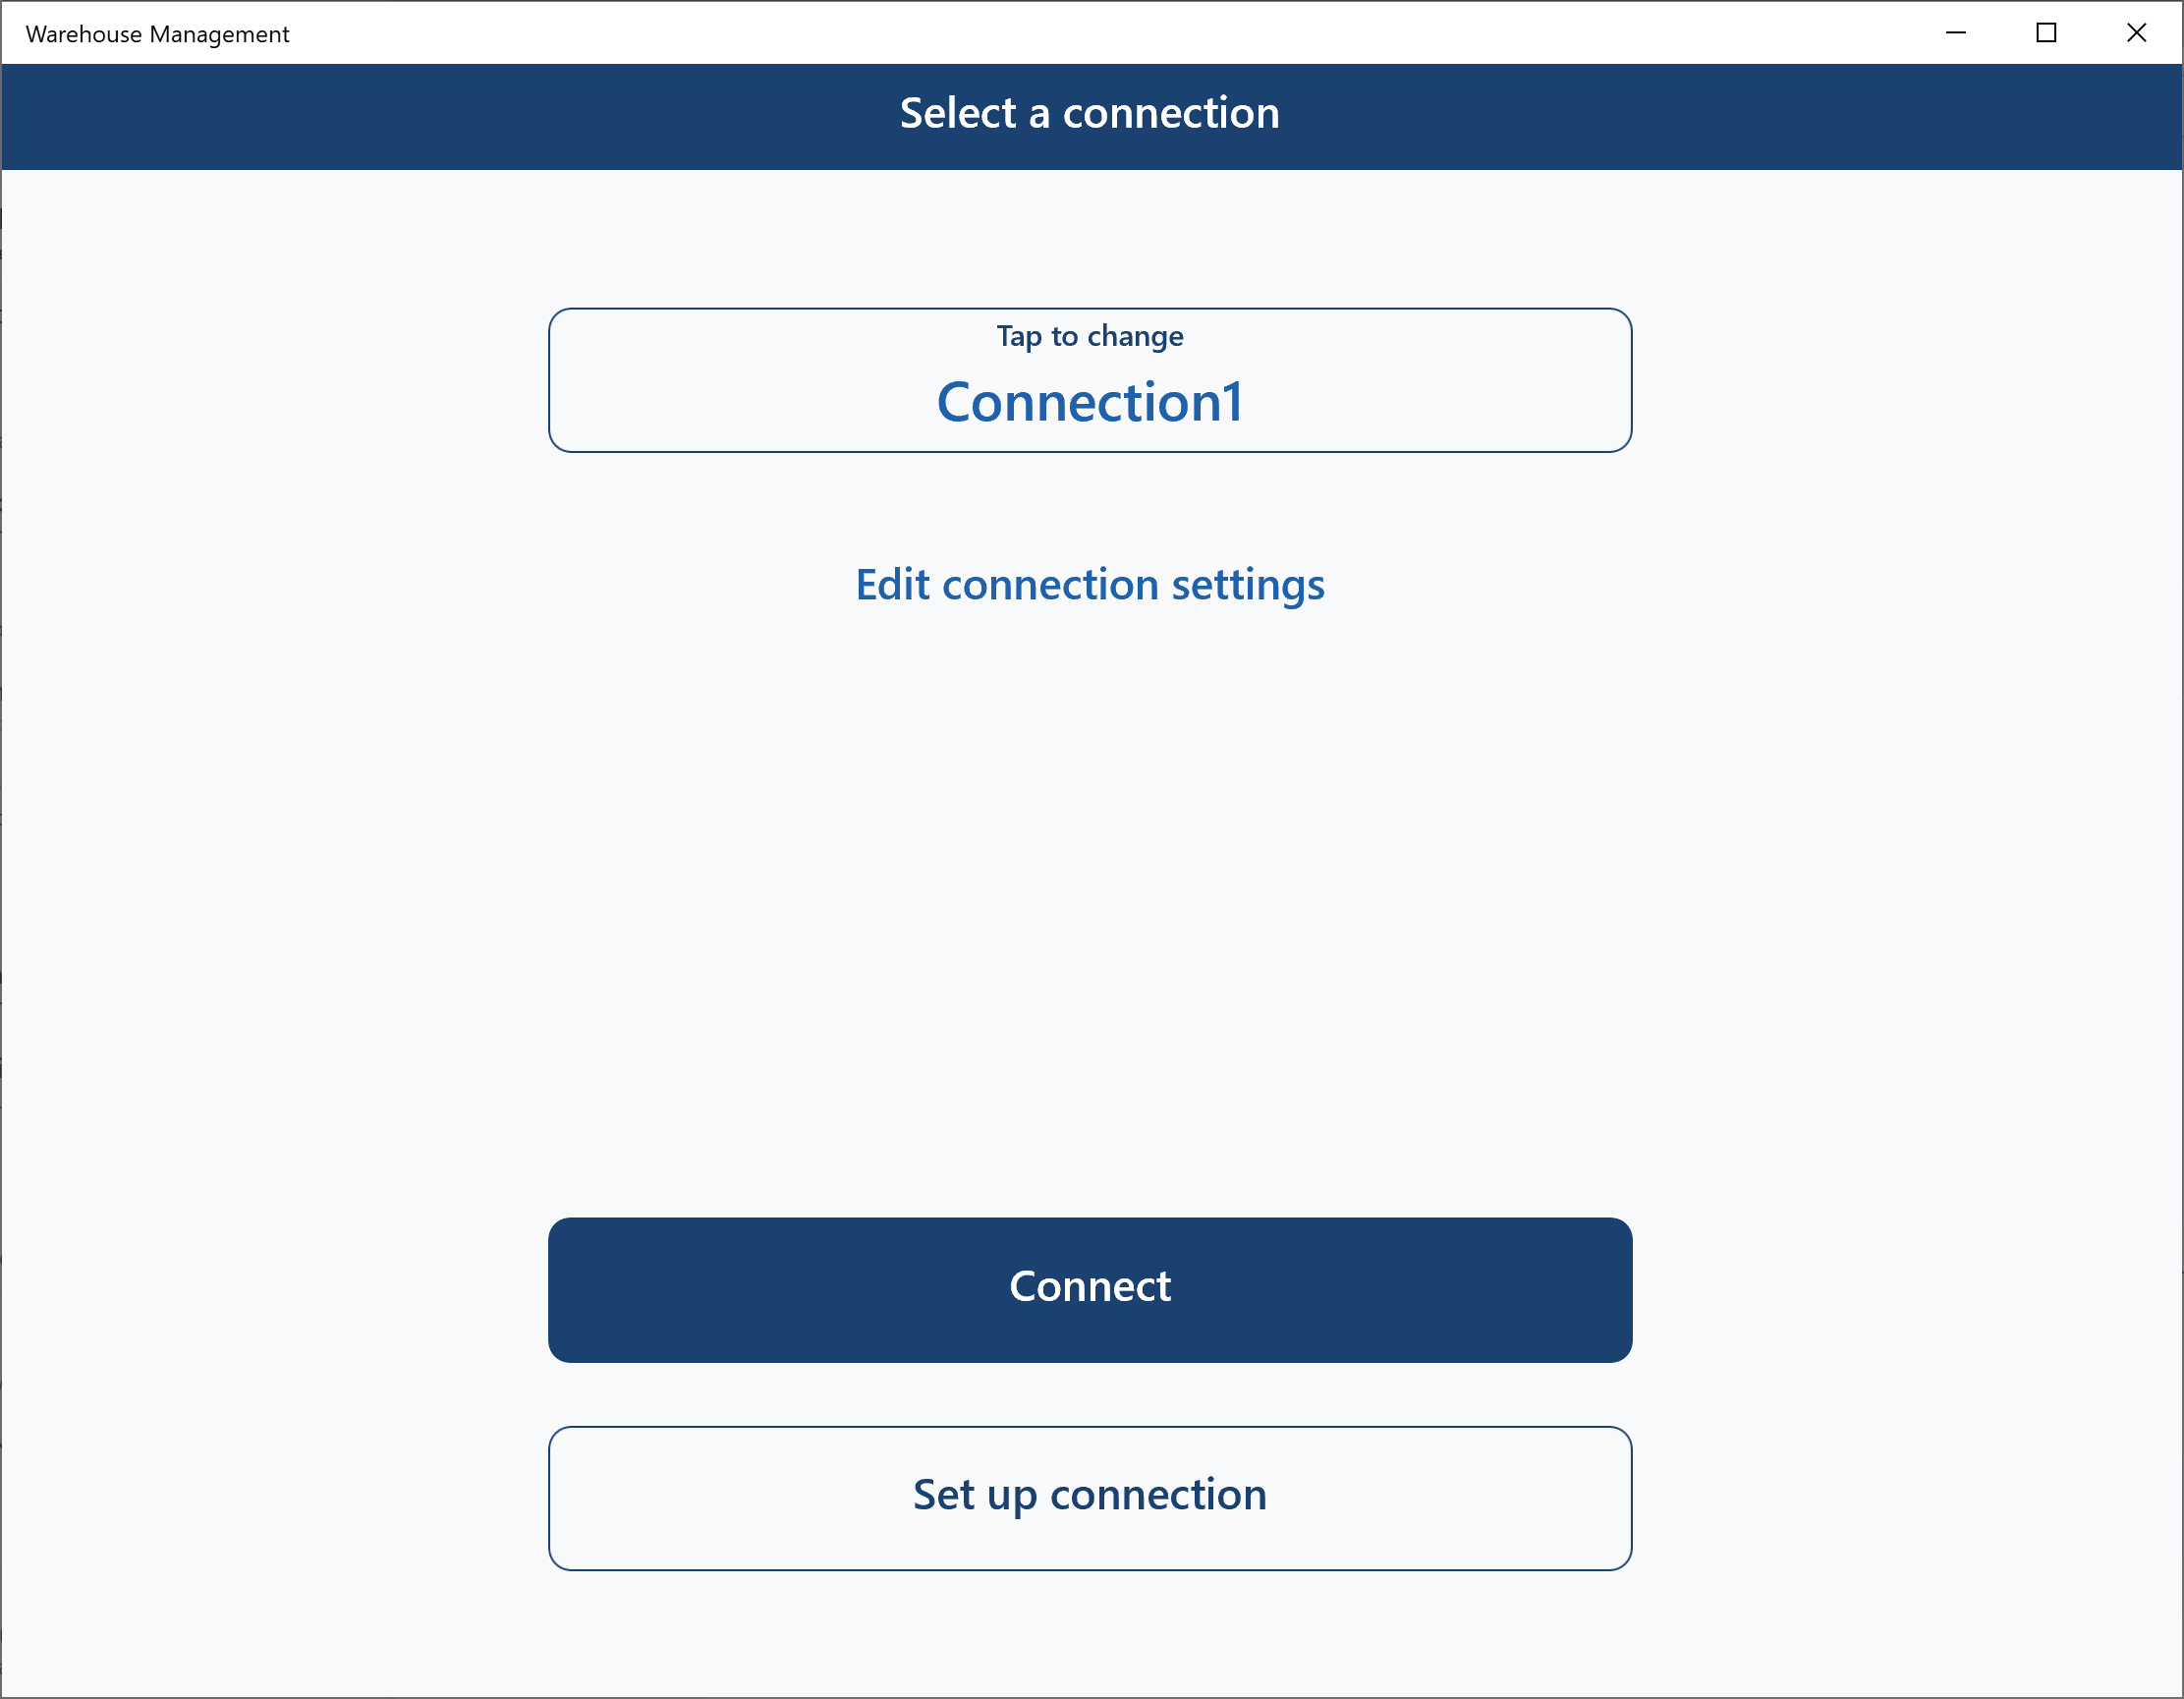 Warehouse Management
Select a connection
Tap to change
Connection1
Edit connection settings
Connect
Set up connection